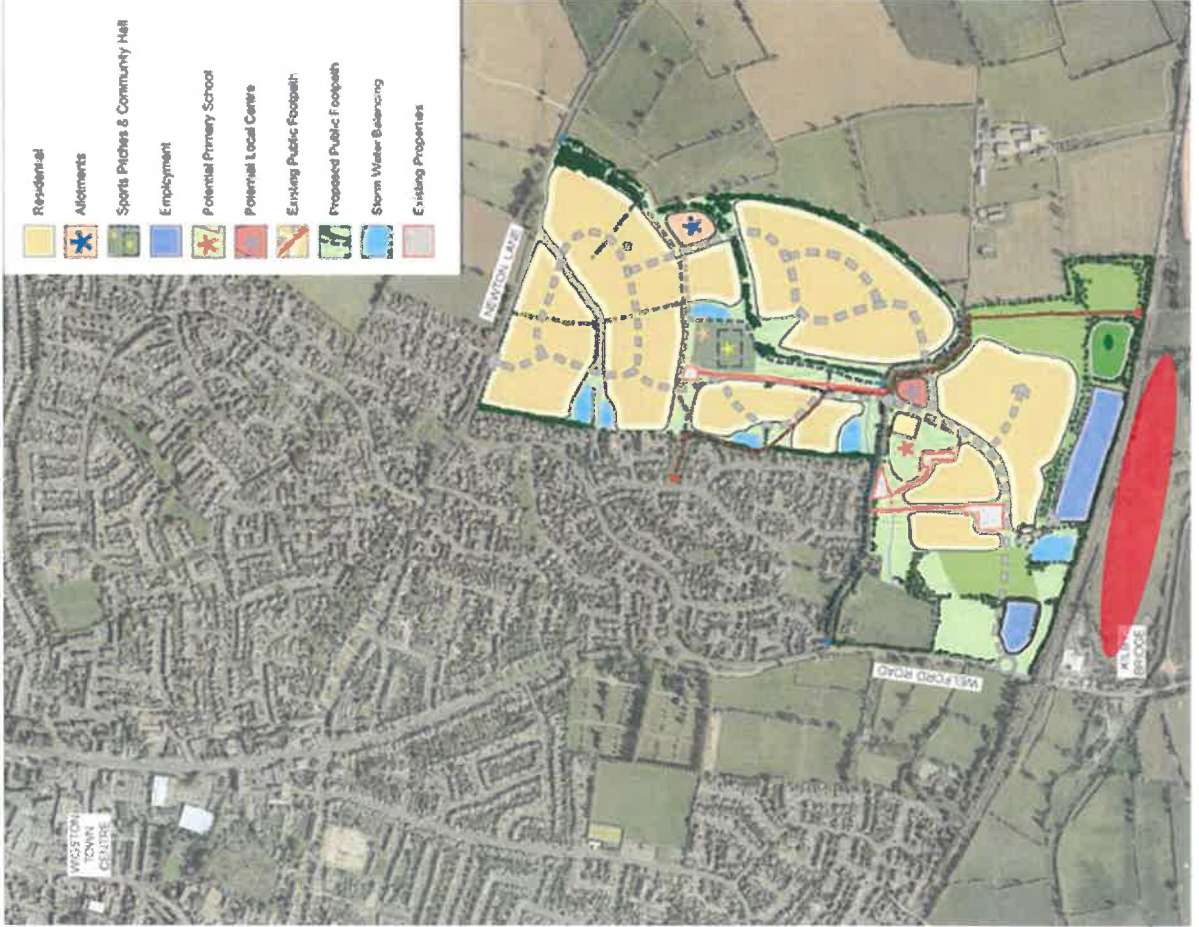 Residential
Allotments
Sports Pitches & Community Hall
Employment
Potential Primary School
Potential Local Centre
Existing Public Footpath
Proposed Public Footpath
Storm Water Balancing
Existing Properties
NEWTON LANE
WIGSTON
TOWN
CENTRE
WELFORD ROAD
KILBY
BRIDGE